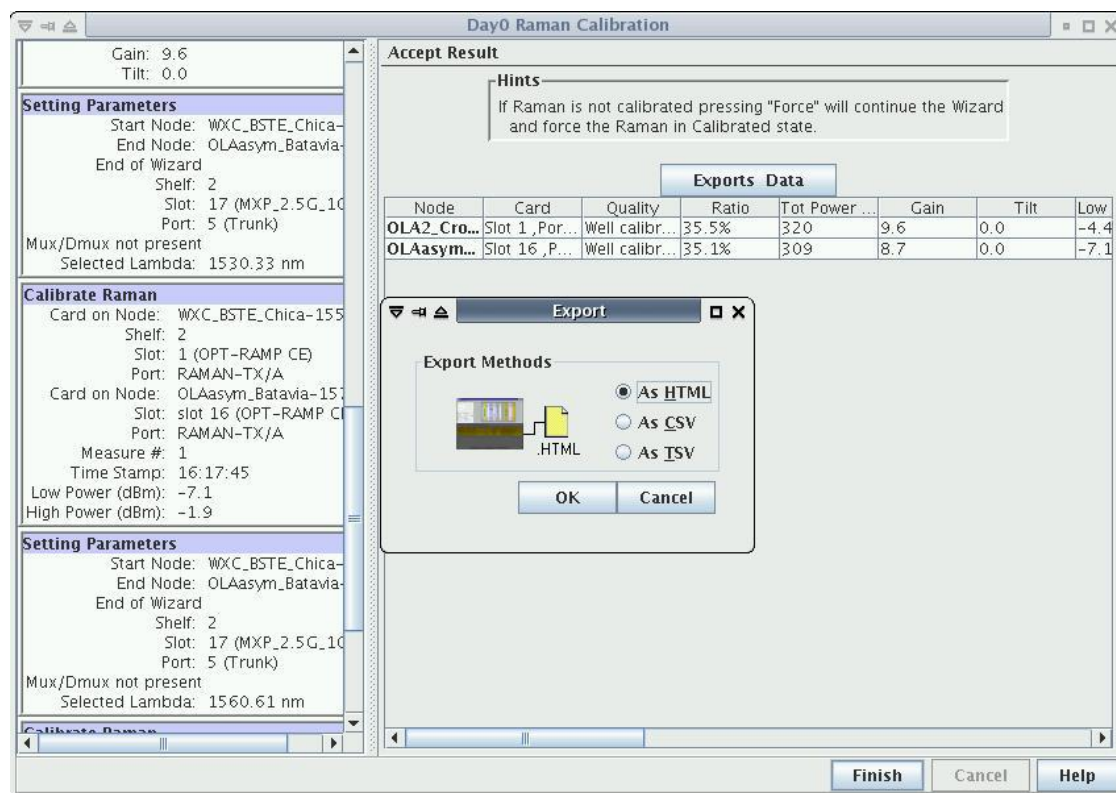 Day0 Raman Calibration
Gain: 9.6
Tilt: 0.0
Setting Parameters
Start Node: WXC_BSTE_Chica-
End Node: OLAasym_Batavia-
End of Wizard
Shelf: 2
Slot: 17 (MXP_2.5G_10
Port: 5 (Trunk)
Mux/Dmux not present
Selected Lambda: 1530.33 nm
Calibrate Raman
Card on Node: WXC_BSTE_Chica-155
Shelf: 2
Slot: 1 (OPT-RAMP CE)
Port: RAMAN-TX/A
Card on Node: OLAasym_Batavia-157
Slot: slot 16 (OPT-RAMP CE
Port: RAMAN-TX/A
Measure #: 1
Time Stamp: 16:17:45
Low Power (dBm): -7.1
High Power (dBm): -1.9
Setting Parameters
Start Node: WXC_BSTE_Chica-
End Node: OLAasym_Batavia-
End of Wizard
Shelf: 2
Slot: 17 (MXP_2.5G_10
Port: 5 (Trunk)
Mux/Dmux not present
Selected Lambda: 1560.61 nm
Calibrate Raman
Accept Result
Hints
If Raman is not calibrated pressing "Force" will continue the Wizard
and force the Raman in Calibrated state.
Exports Data
Node Card Quality Ratio Tot Power ... Gain Tilt Low
OLA2_Cro... Slot 1 ,Por... Well calibr... 35.5% 320 9.6 0.0 -4.4
OLAasym... Slot 16 ,P... Well calibr... 35.1% 309 8.7 0.0 -7.1
Export
Export Methods
As HTML
As CSV
.HTML
As TSV
OK Cancel
Finish Cancel Help